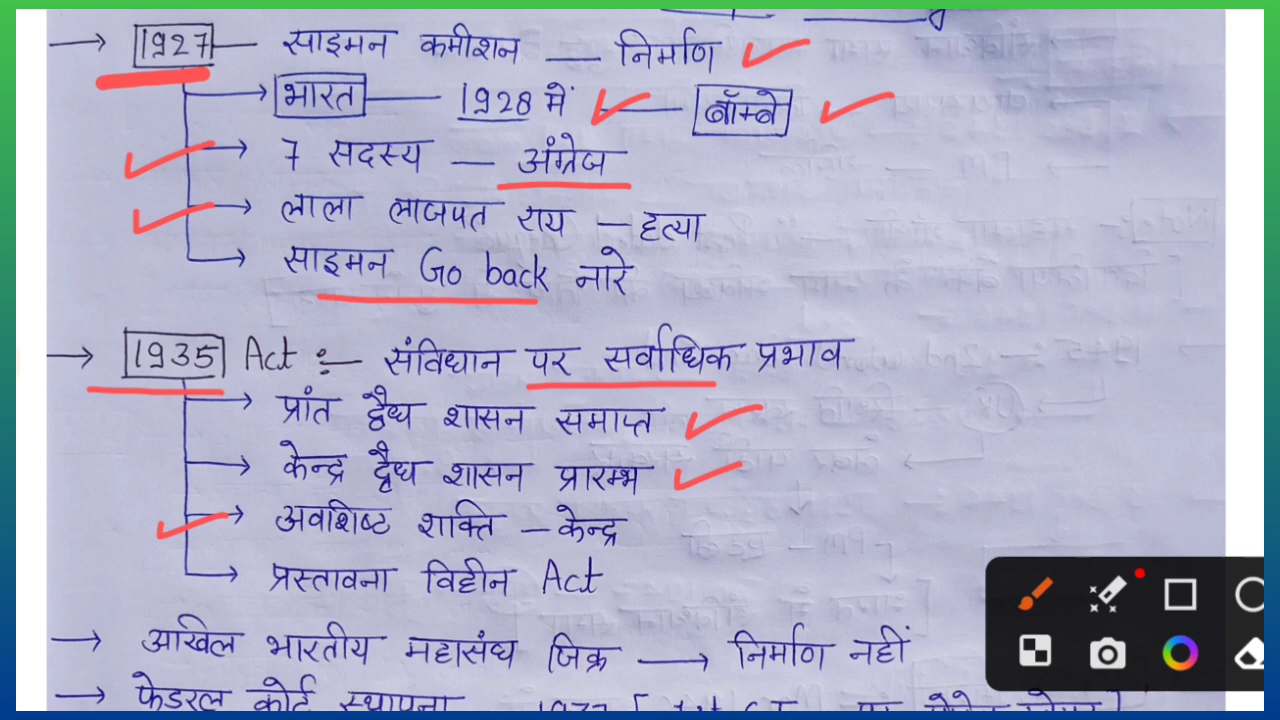 → 1927 — साइमन कमीशन — निर्माण
→ भारत — 1928 में — बॉम्बे
→ 7 सदस्य — अंग्रेज
→ लाला लाजपत राय — हत्या
→ साइमन Go back नारे
→ 1935 Act :— संविधान पर सर्वाधिक प्रभाव
→ प्रांत द्वैध शासन समाप्त
→ केन्द्र द्वैध शासन प्रारम्भ
→ अवशिष्ट शक्ति — केन्द्र
→ प्रस्तावना विहीन Act
→ अखिल भारतीय महासंघ जिक्र → निर्माण नहीं
→ फेडरल कोर्ट स्थापना